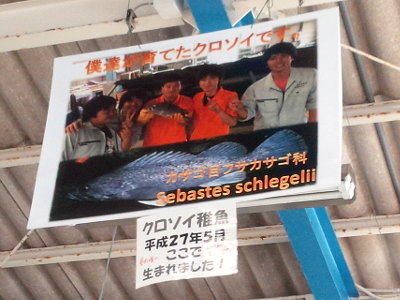 僕達が育てたクロソイです。
カサゴ目フサカサゴ科
Sebastes schlegelii
クロソイ稚魚
平成27年5月
ここで
生まれました!